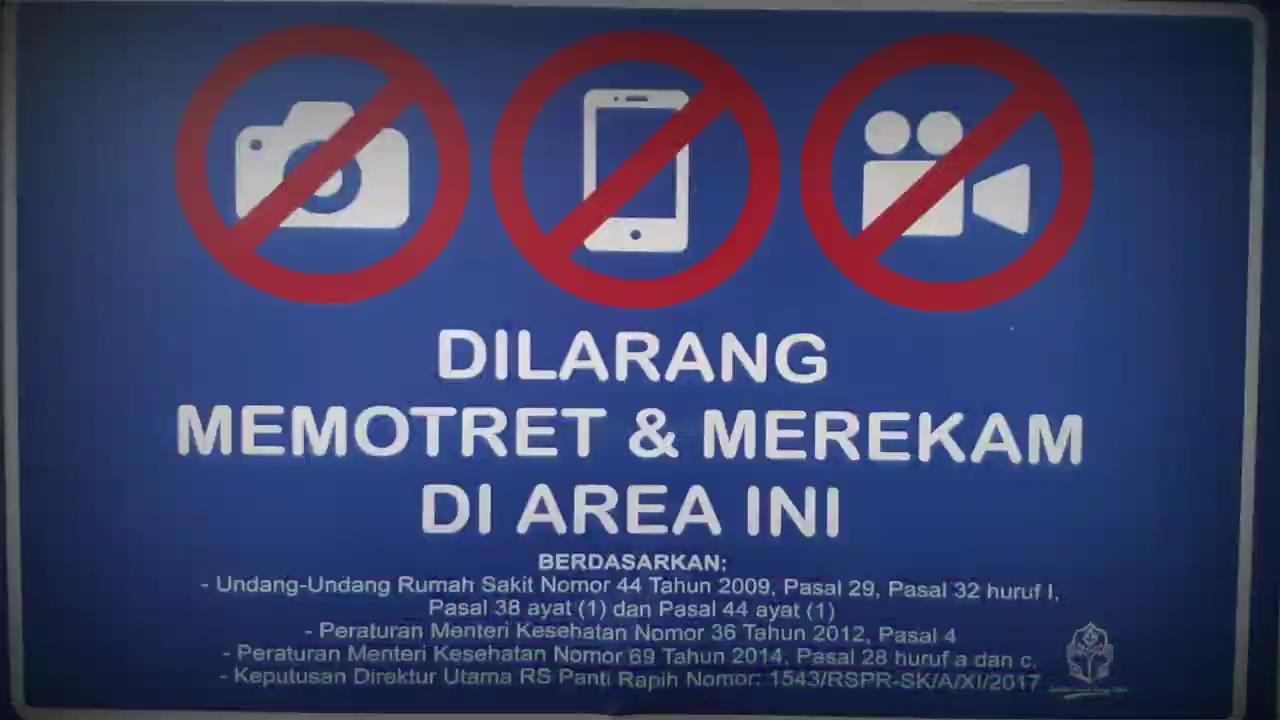 DILARANG
MEMOTRET & MEREKAM
DI AREA INI
BERDASARKAN:
- Undang-Undang Rumah Sakit Nomor 44 Tahun 2009, Pasal 29, Pasal 32 huruf I,
Pasal 38 ayat (1) dan Pasal 44 ayat (1)
- Peraturan Menteri Kesehatan Nomor 36 Tahun 2012, Pasal 4
- Peraturan Menteri Kesehatan Nomor 69 Tahun 2014, Pasal 28 huruf a dan c.
- Keputusan Direktur Utama RS Panti Rapih Nomor: 1543/RSPR-SK/A/XI/2017